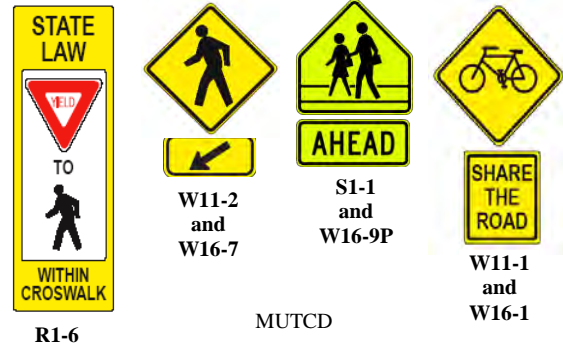 STATE
LAW
YIELD
TO
WITHIN
CROSWALK
R1-6
W11-2
and
W16-7
AHEAD
S1-1
and
W16-9P
SHARE
THE
ROAD
W11-1
and
W16-1
MUTCD